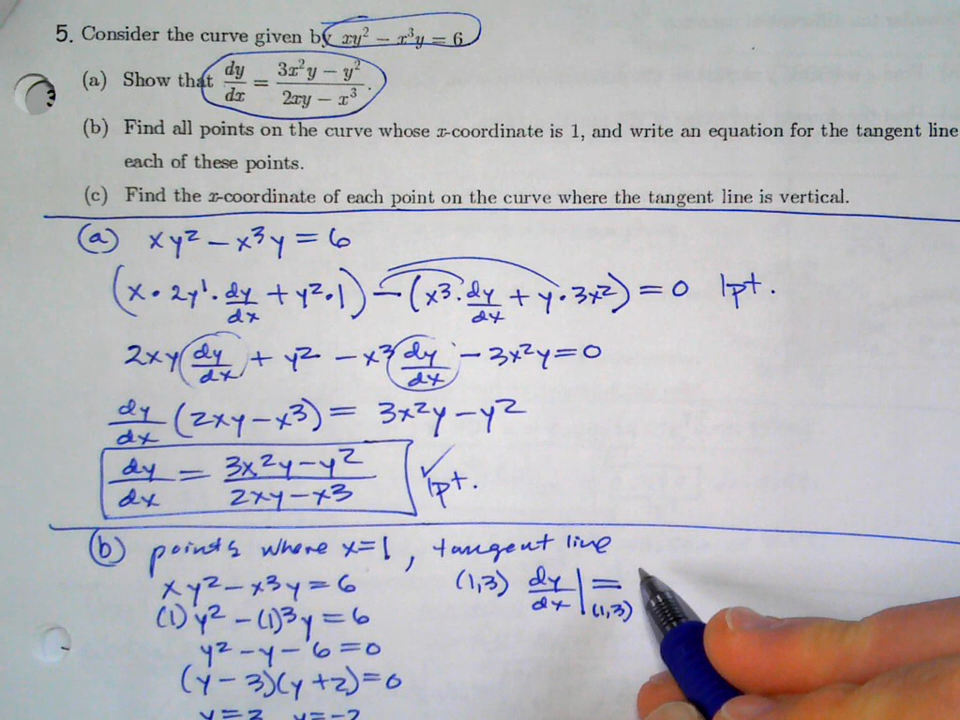 5. Consider the curve given by xy² − x³y = 6
(a) Show that dy/dx = (3x²y − y²)/(2xy − x³).
(b) Find all points on the curve whose x-coordinate is 1, and write an equation for the tangent line
each of these points.
(c) Find the x-coordinate of each point on the curve where the tangent line is vertical.
(a) xy² − x³y = 6
(x • 2y¹ • dy/dx + y² • 1) − (x³ • dy/dx + y • 3x²) = 0 1pt.
2xy dy/dx + y² − x³ dy/dx − 3x²y = 0
dy/dx (2xy − x³) = 3x²y − y²
dy/dx = (3x²y − y²)/(2xy − x³) ✓ 1pt.
(b) points where x=1, tangent line
xy² − x³y = 6
(1)y² − (1)³y = 6
y² − y − 6 = 0
(y − 3)(y + 2) = 0
y = 3 y = −2
(1,3) dy/dx |(1,3) =